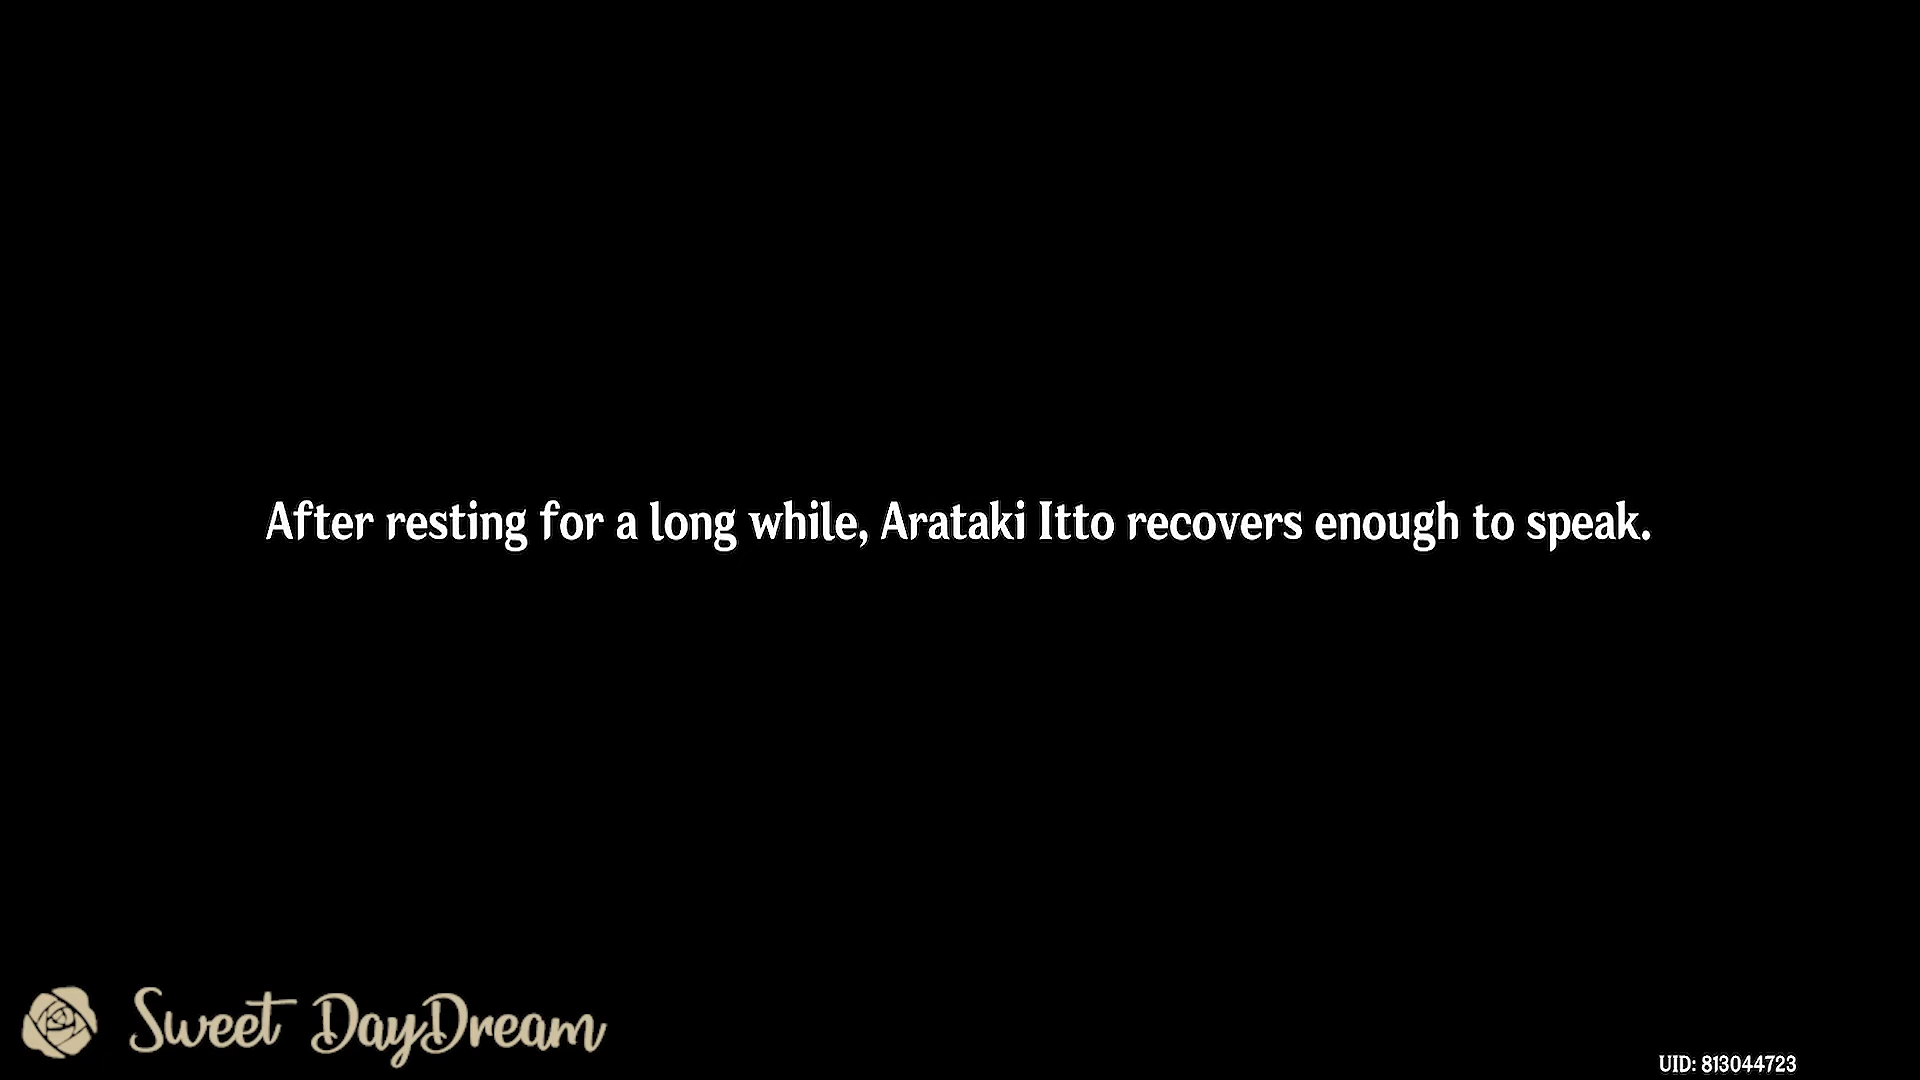 After resting for a long while, Arataki Itto recovers enough to speak.
Sweet DayDream
UID: 813044723